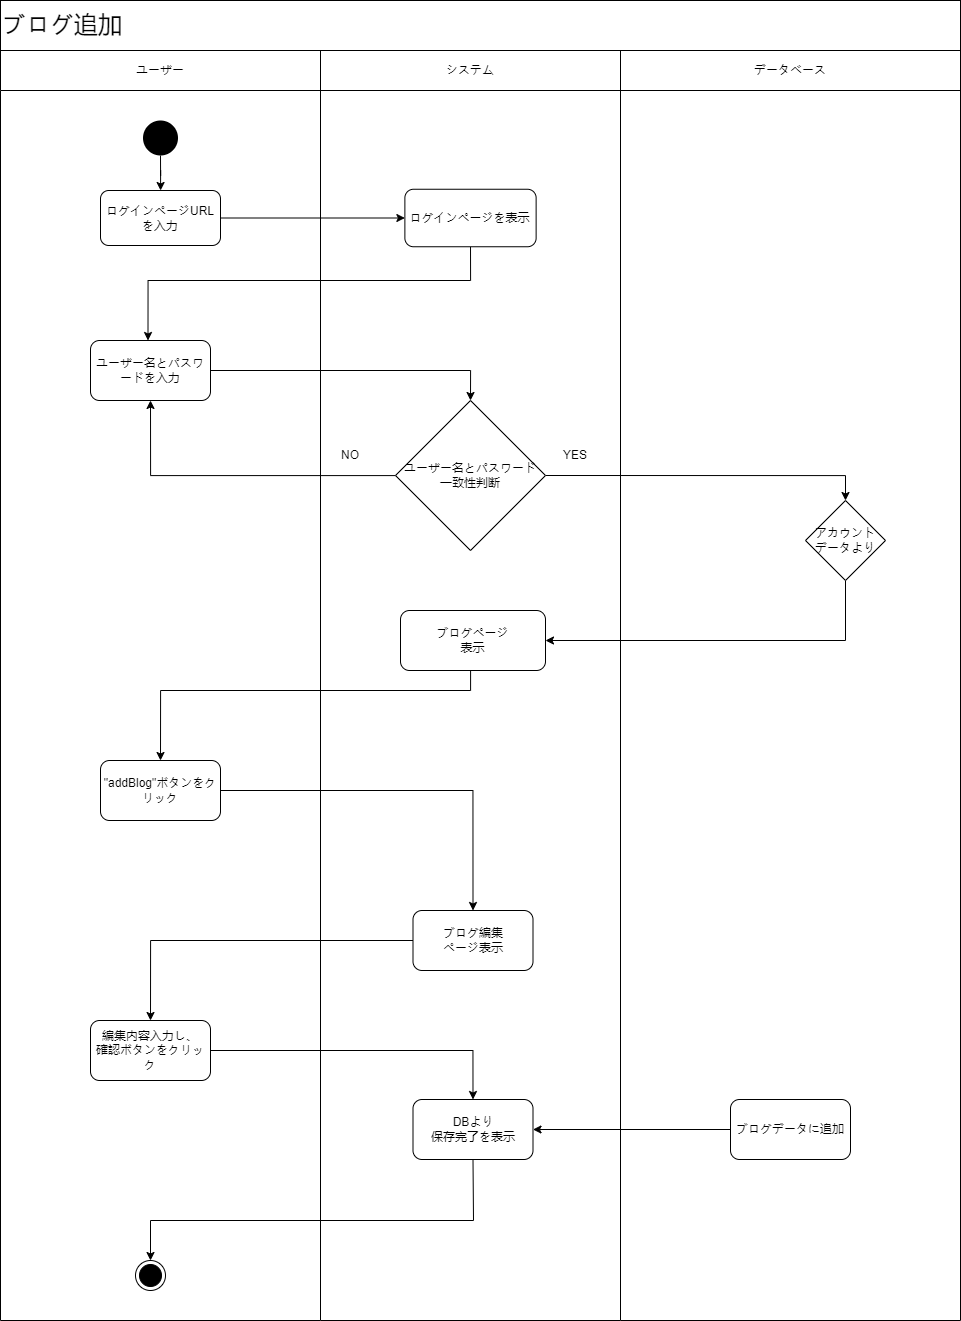 ブログ追加
ユーザー
システム
データベース
ログインページURL
を入力
ログインページを表示
ユーザー名とパスワ
ードを入力
NO
ユーザー名とパスワード
一致性判断
YES
アカウント
データより
ブログページ
表示
"addBlog"ボタンをク
リック
ブログ編集
ページ表示
編集内容入力し、
確認ボタンをクリッ
ク
DBより
保存完了を表示
ブログデータに追加